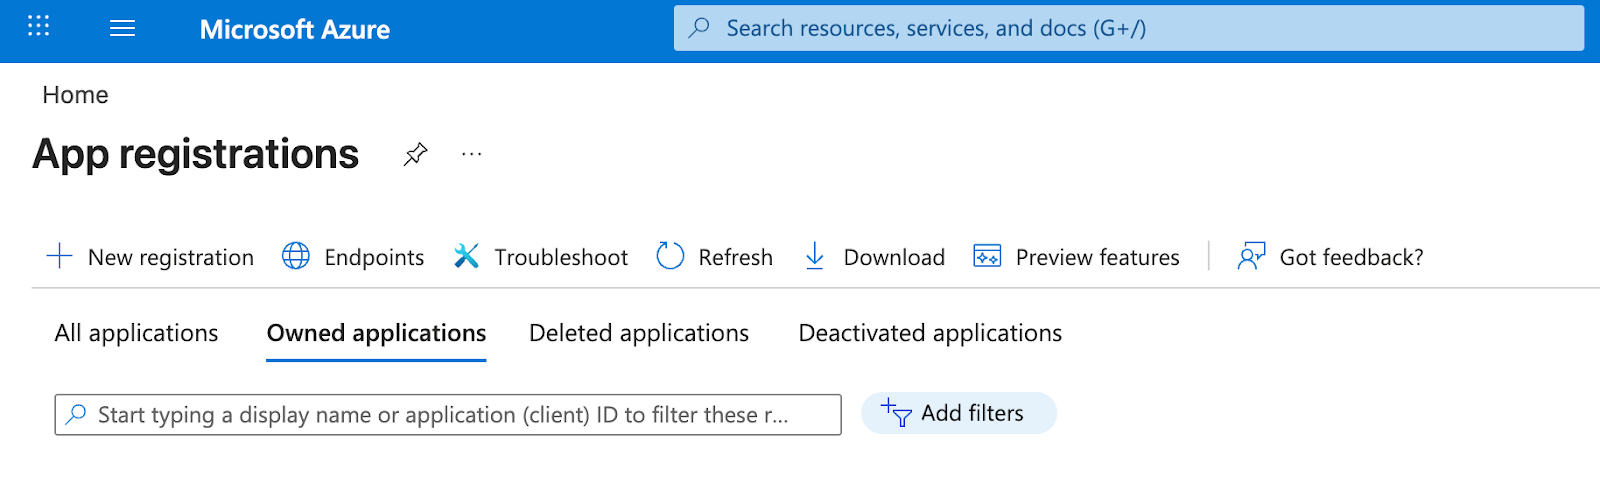 Microsoft Azure
Search resources, services, and docs (G+/)
Home
App registrations
New registration
Endpoints
Troubleshoot
Refresh
Download
Preview features
Got feedback?
All applications
Owned applications
Deleted applications
Deactivated applications
Start typing a display name or application (client) ID to filter these r...
Add filters